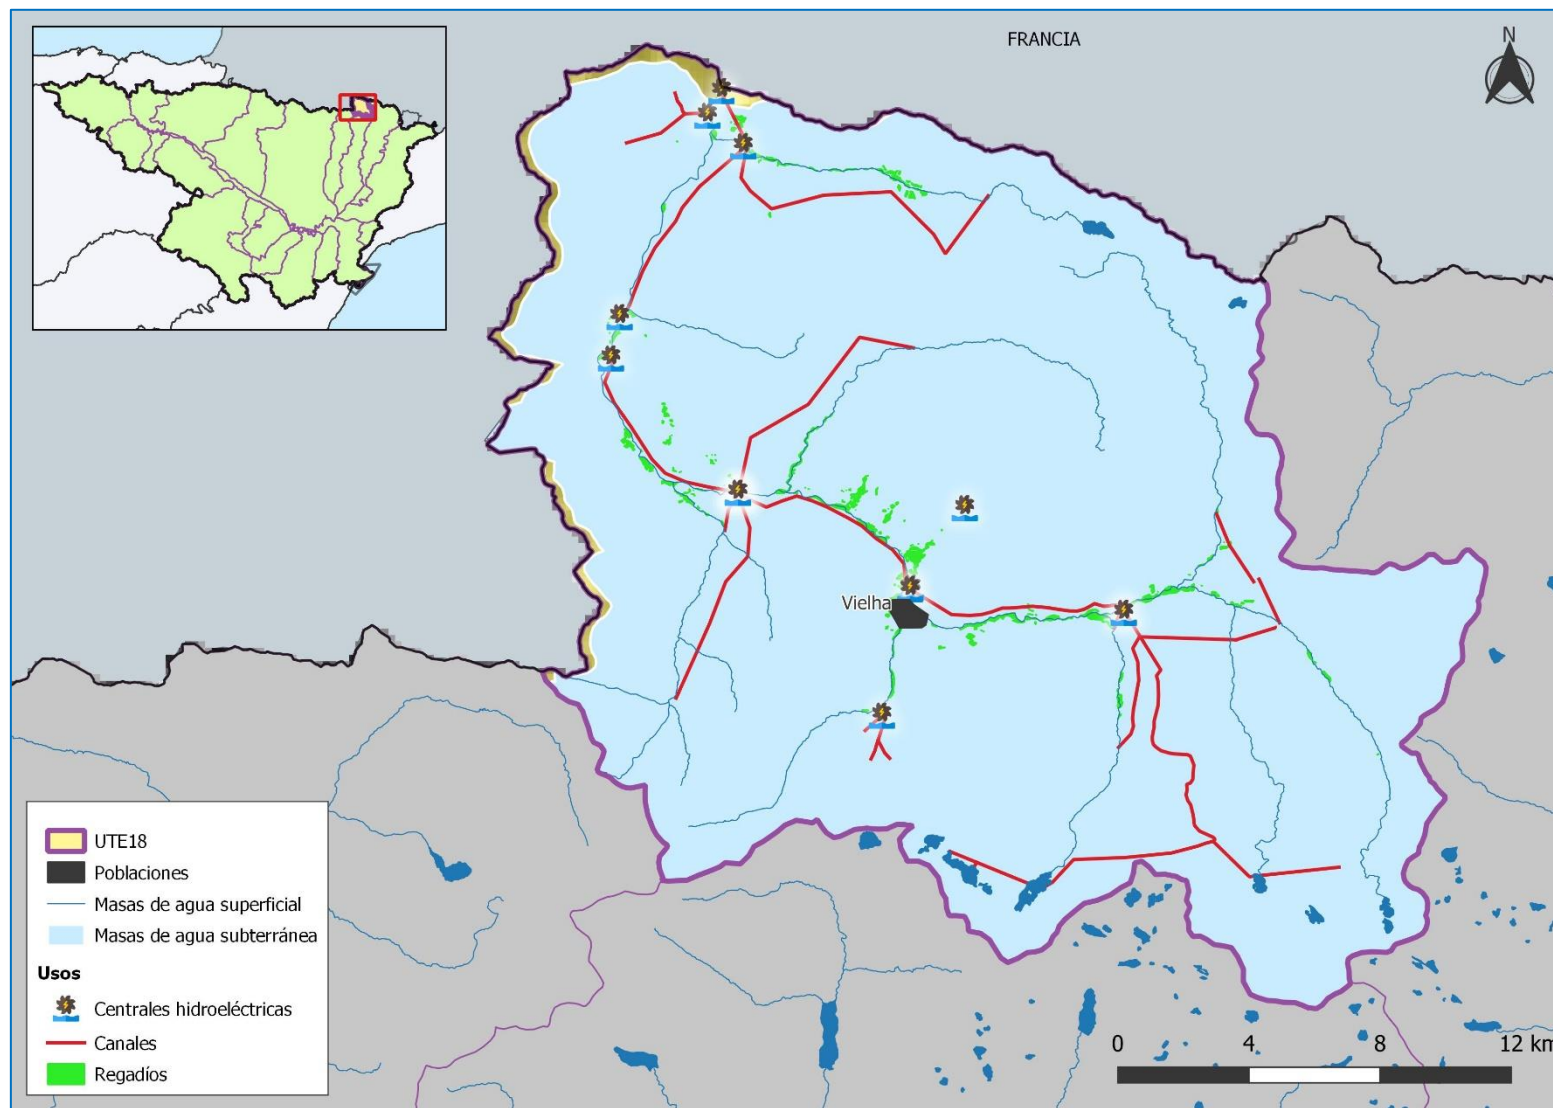 FRANCIA
N
Vielha
UTE18
Poblaciones
Masas de agua superficial
Masas de agua subterránea
Usos
Centrales hidroeléctricas
Canales
Regadíos
0 4 8 12 km